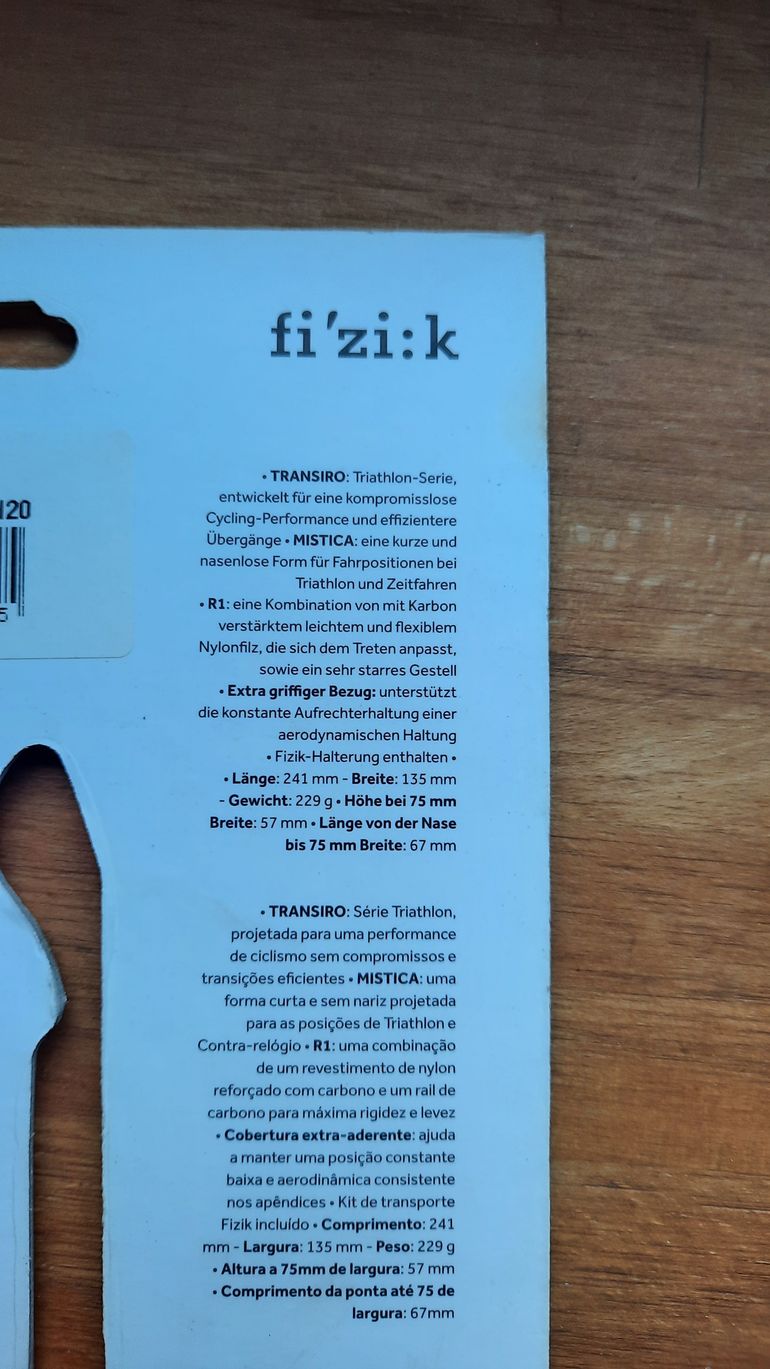 fi'zi:k
120
5
• TRANSIRO: Triathlon-Serie,
entwickelt für eine kompromisslose
Cycling-Performance und effizientere
Übergänge • MISTICA: eine kurze und
nasenlose Form für Fahrpositionen bei
Triathlon und Zeitfahren
• R1: eine Kombination von mit Karbon
verstärktem leichtem und flexiblem
Nylonfilz, die sich dem Treten anpasst,
sowie ein sehr starres Gestell
• Extra griffiger Bezug: unterstützt
die konstante Aufrechterhaltung einer
aerodynamischen Haltung
• Fizik-Halterung enthalten •
• Länge: 241 mm - Breite: 135 mm
- Gewicht: 229 g • Höhe bei 75 mm
Breite: 57 mm • Länge von der Nase
bis 75 mm Breite: 67 mm
• TRANSIRO: Série Triathlon,
projetada para uma performance
de ciclismo sem compromissos e
transições eficientes • MISTICA: uma
forma curta e sem nariz projetada
para as posições de Triathlon e
Contra-relógio • R1: uma combinação
de um revestimento de nylon
reforçado com carbono e um rail de
carbono para máxima rigidez e levez
• Cobertura extra-aderente: ajuda
a manter uma posição constante
baixa e aerodinâmica consistente
nos apêndices • Kit de transporte
Fizik incluído • Comprimento: 241
mm - Largura: 135 mm - Peso: 229 g
• Altura a 75mm de largura: 57 mm
• Comprimento da ponta até 75 de
largura: 67mm